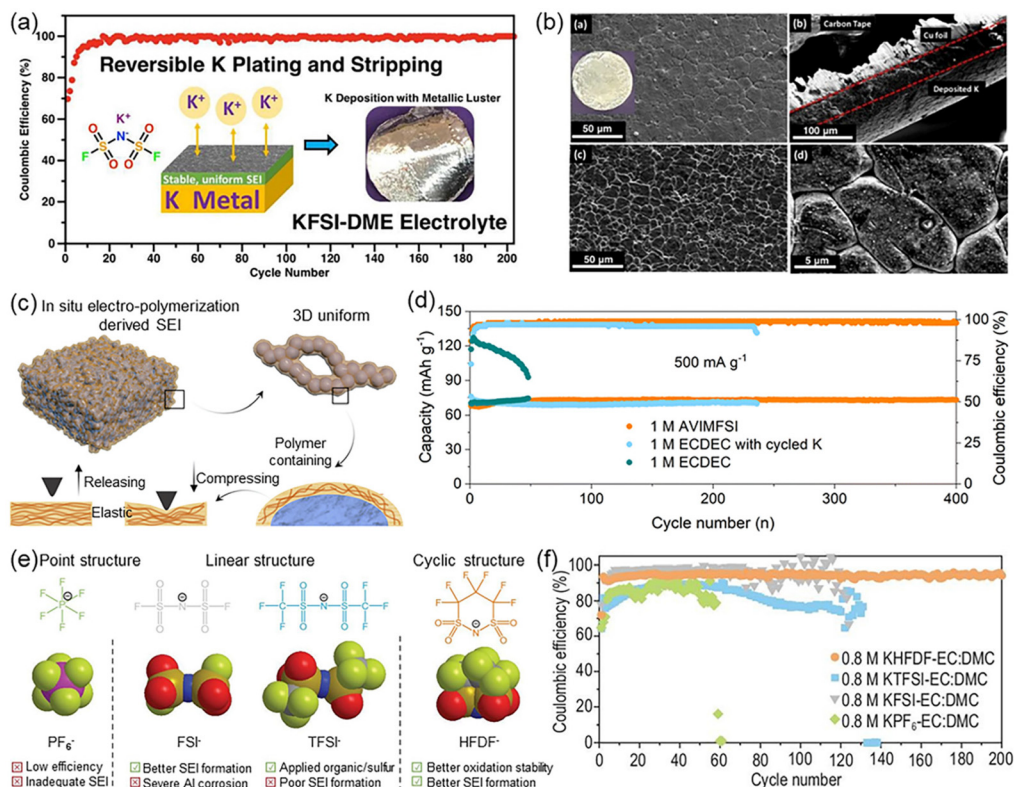 (a)
Coulombic Efficiency (%)
100
80
60
40
20
0
Reversible K Plating and Stripping
K+
K+
K+
K+
K Deposition with Metallic Luster
O
O
N-
S
S
F
O
O
F
Stable, uniform SEI
K Metal
KFSI-DME Electrolyte
0
20
40
60
80
100
120
140
160
180
200
Cycle Number
(b)
(a)
50 µm
(b)
Carbon Tape
Cu foil
Deposited K
100 µm
(c)
50 µm
(d)
5 µm
(c)
In situ electro-polymerization
derived SEI
3D uniform
Polymer
containing
Releasing
Compressing
Elastic
(d)
Capacity (mAh g⁻¹)
150
120
90
60
30
0
500 mA g⁻¹
1 M AVIMFSI
1 M ECDEC with cycled K
1 M ECDEC
100
75
50
25
0
Coulombic efficiency (%)
0
100
200
300
400
Cycle number (n)
(e)
Point structure
Linear structure
Cyclic structure
PF₆⁻
FSI⁻
TFSI⁻
HFDF⁻
Low efficiency
Inadequate SEI
Better SEI formation
Severe Al corrosion
Applied organic/sulfur
Poor SEI formation
Better oxidation stability
Better SEI formation
(f)
Coulombic efficiency (%)
100
80
60
40
20
0
0.8 M KHFDF-EC:DMC
0.8 M KTFSI-EC:DMC
0.8 M KFSI-EC:DMC
0.8 M KPF₆-EC:DMC
0
20
40
60
80
100
120
140
160
180
200
Cycle number